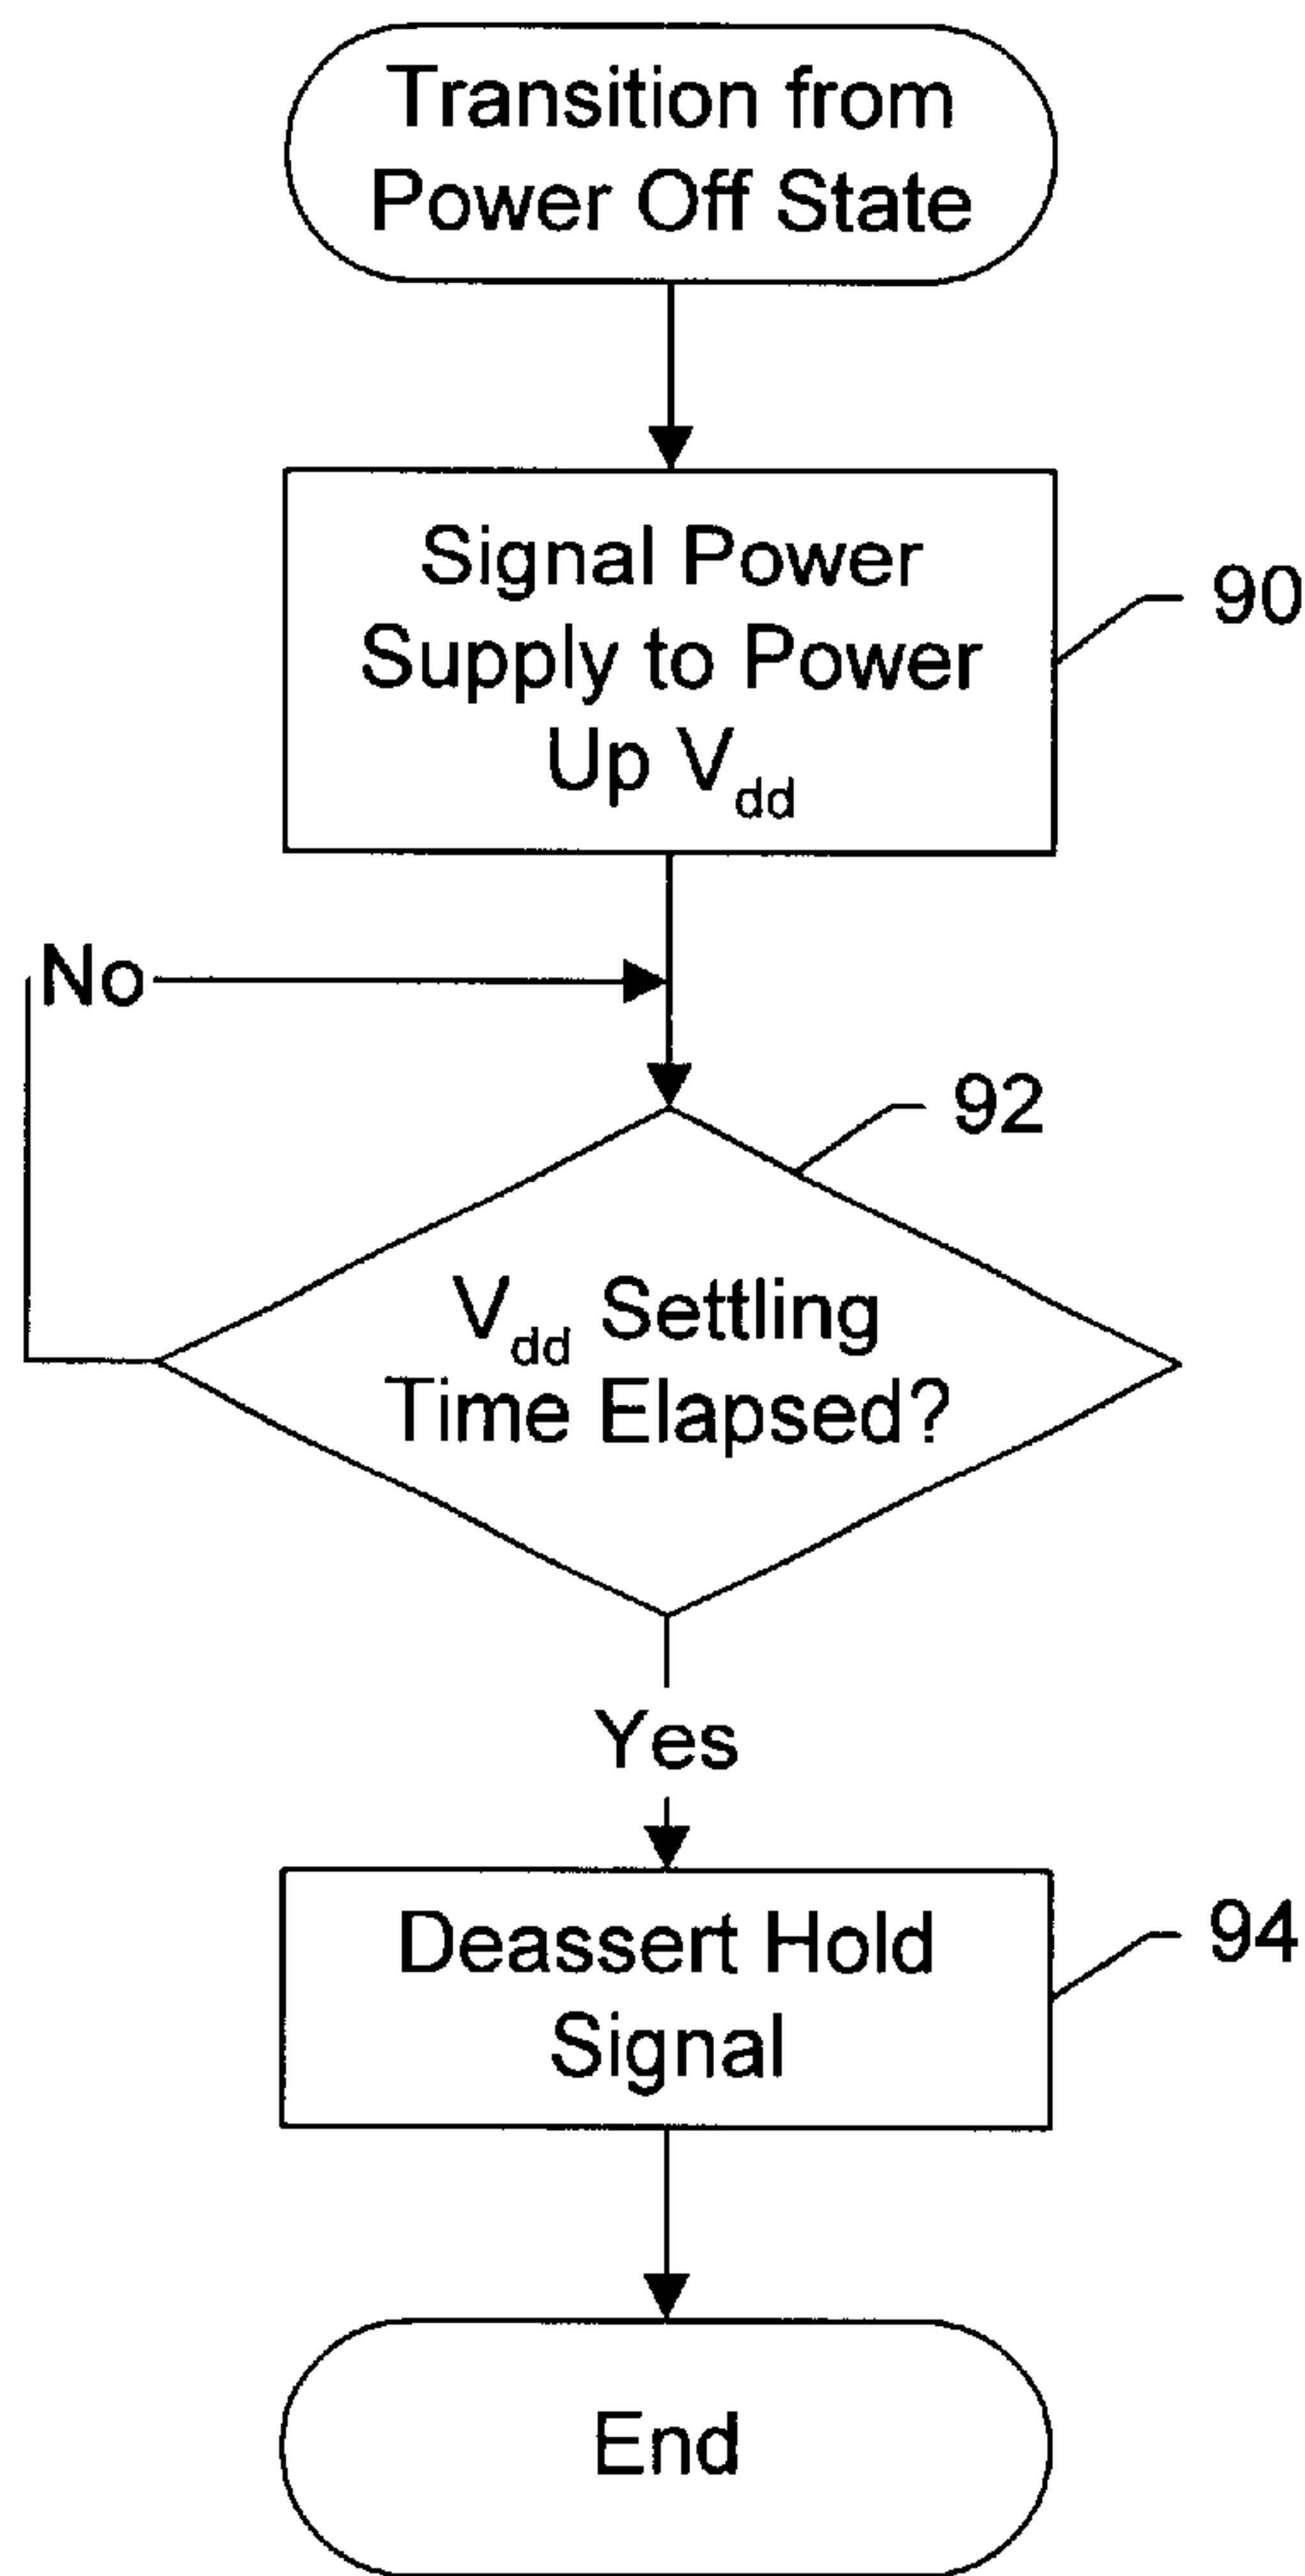 Transition from
Power Off State
Signal Power
Supply to Power
Up Vdd
90
No
92
Vdd Settling
Time Elapsed?
Yes
Deassert Hold
Signal
94
End